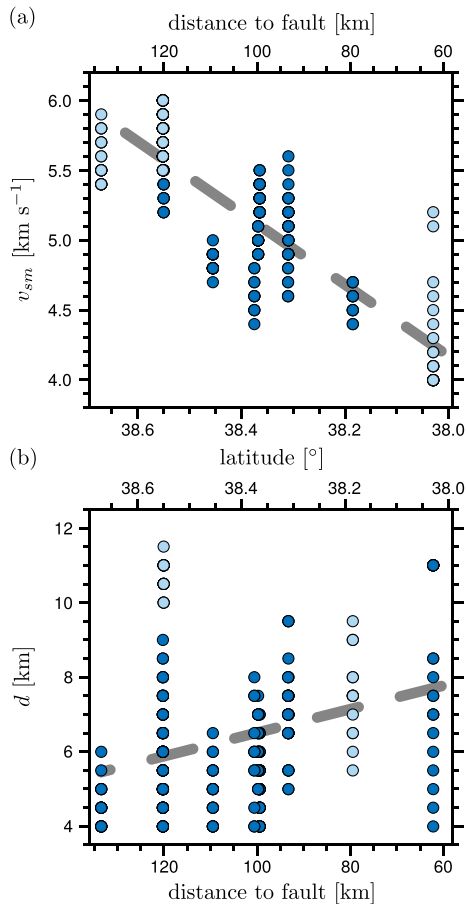 (a)
distance to fault [km]
120 100 80 60
6.0
5.5
5.0
4.5
4.0
v_{sm} [km s^{-1}]
38.6 38.4 38.2 38.0
latitude [°]
(b)
38.6 38.4 38.2 38.0
12
10
8
6
4
d [km]
120 100 80 60
distance to fault [km]